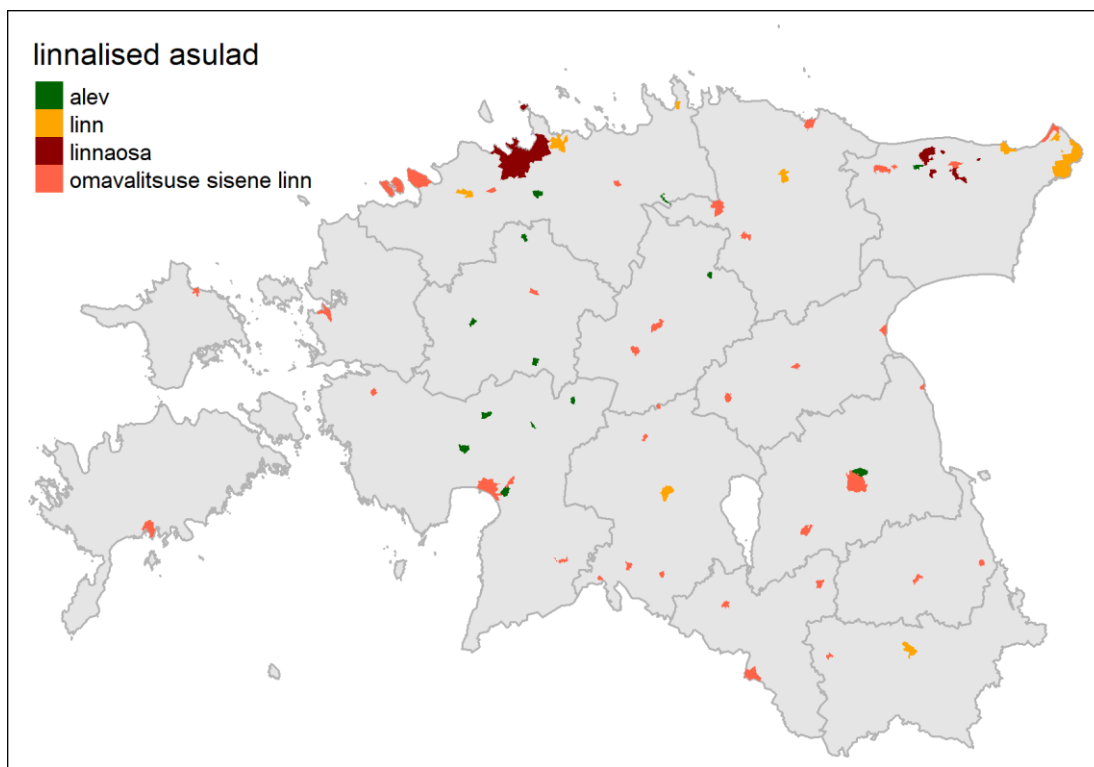 linnalised asulad
alev
linn
linnaosa
omavalitsuse sisene linn